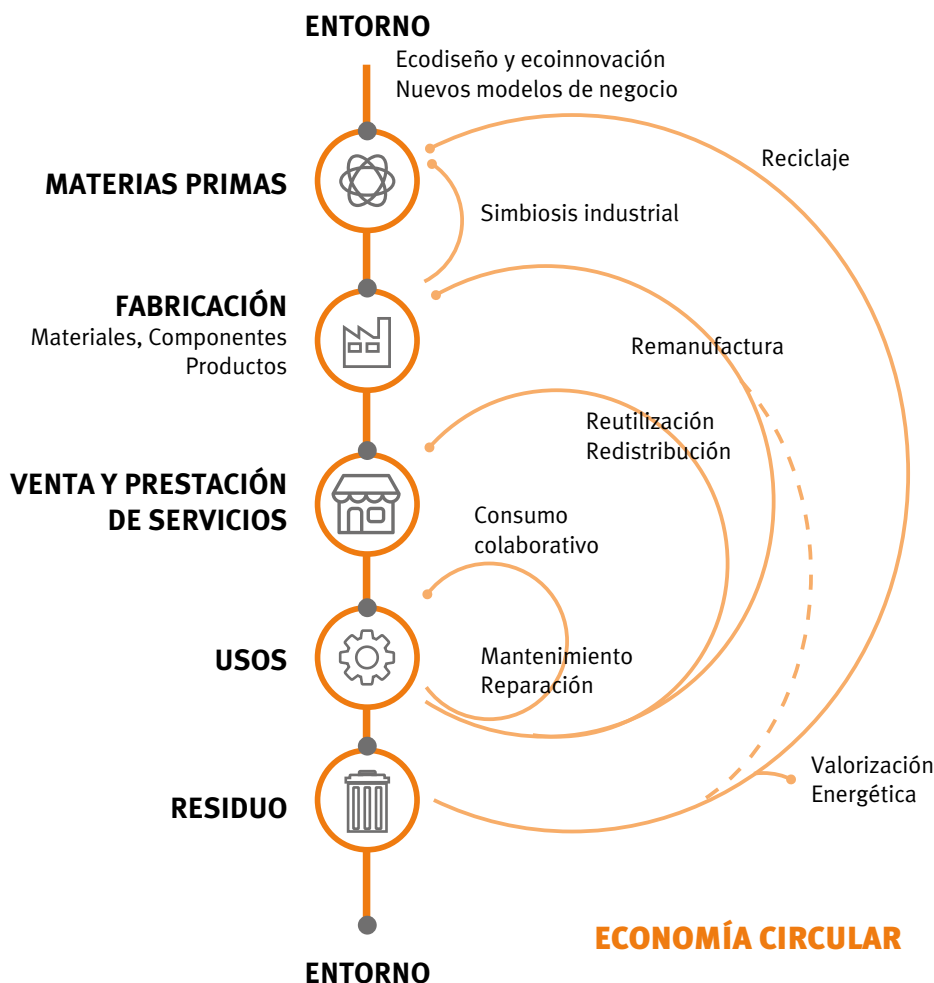 ENTORNO
Ecodiseño y ecoinnovación
Nuevos modelos de negocio
Reciclaje
MATERIAS PRIMAS
Simbiosis industrial
FABRICACIÓN
Materiales, Componentes
Productos
Remanufactura
Reutilización
Redistribución
VENTA Y PRESTACIÓN
DE SERVICIOS
Consumo
colaborativo
USOS
Mantenimiento
Reparación
RESIDUO
Valorización
Energética
ECONOMÍA CIRCULAR
ENTORNO